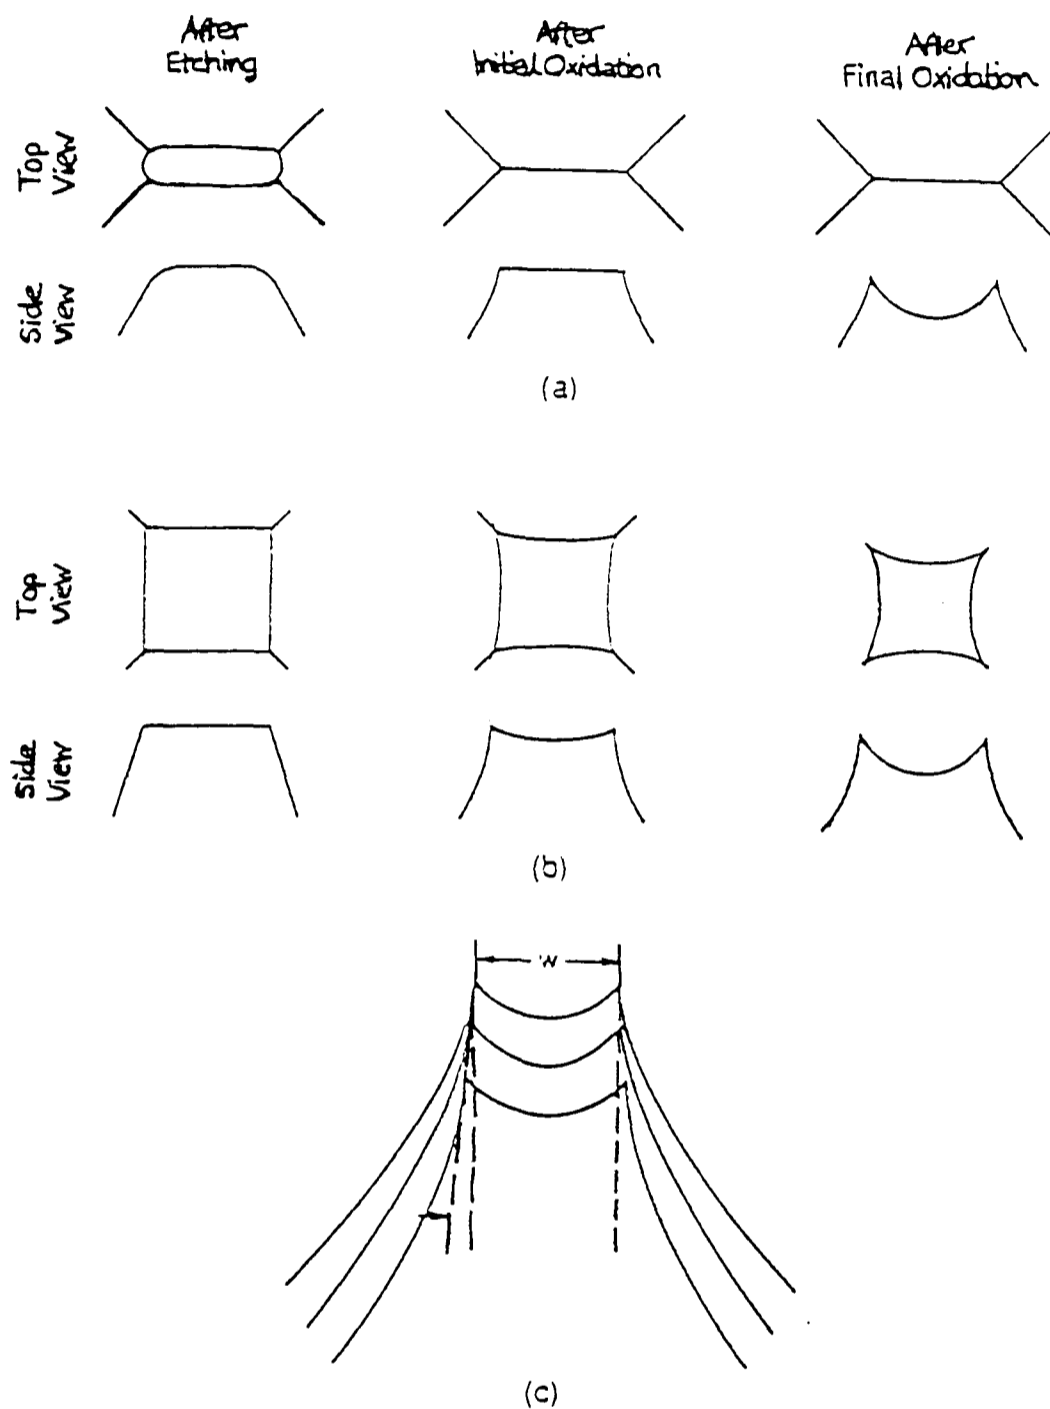 After
Etching
After
Initial Oxidation
After
Final Oxidation
Top
View
Side
View
(a)
Top
View
Side
View
(b)
W
(c)